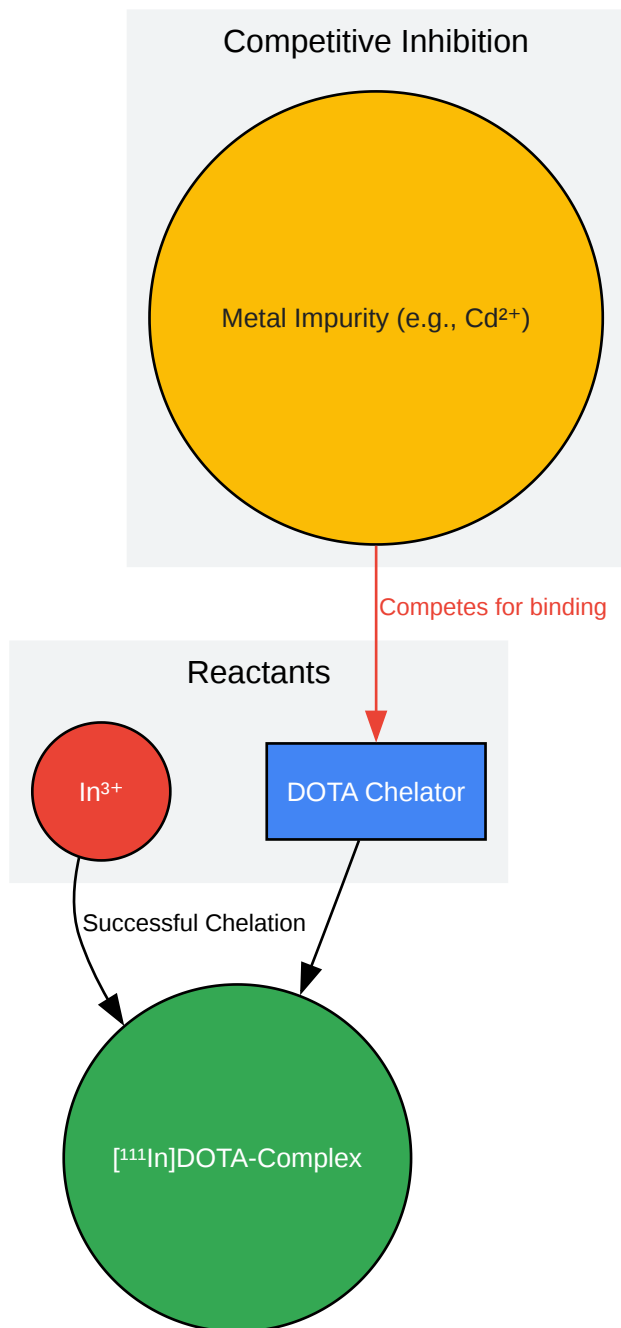 Competitive Inhibition
Metal Impurity (e.g., Cd²⁺)
Competes for binding
Reactants
In³⁺
DOTA Chelator
Successful Chelation
[¹¹¹In]DOTA-Complex